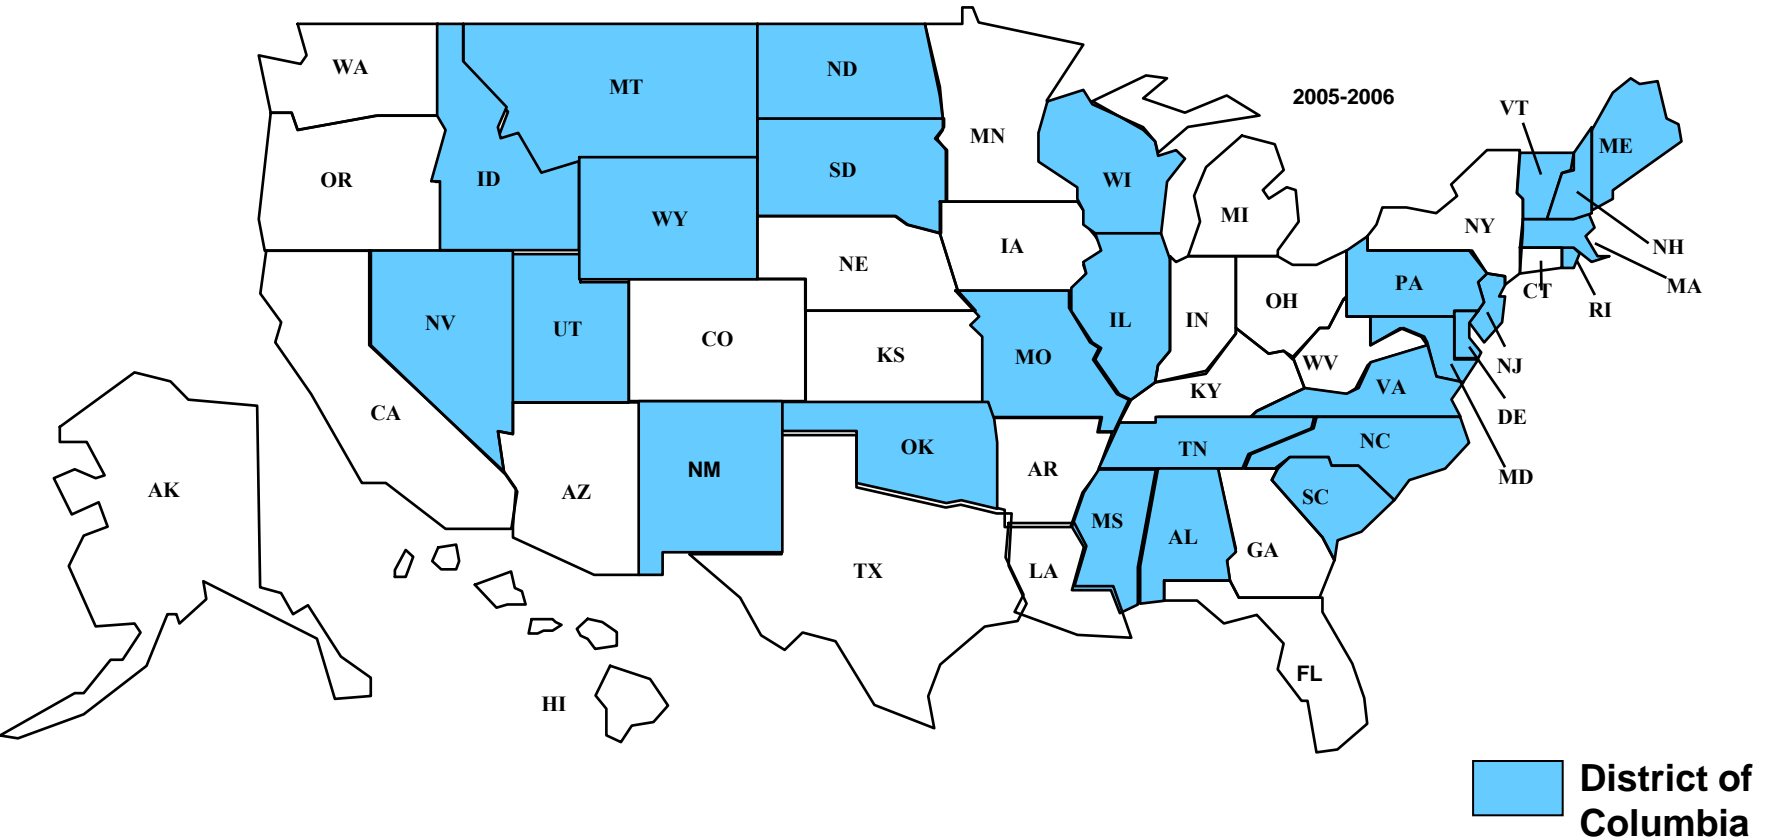 WA
MT
ND
MN
2005-2006
VT
ME
OR
ID
SD
WI
WY
MI
NY
NH
IA
NE
MA
PA
CT
RI
NV
UT
CO
KS
MO
IL
IN
OH
WV
NJ
KY
VA
DE
CA
OK
TN
NC
MD
AK
NM
AZ
AR
SC
MS
AL
GA
TX
LA
HI
FL
District of
Columbia